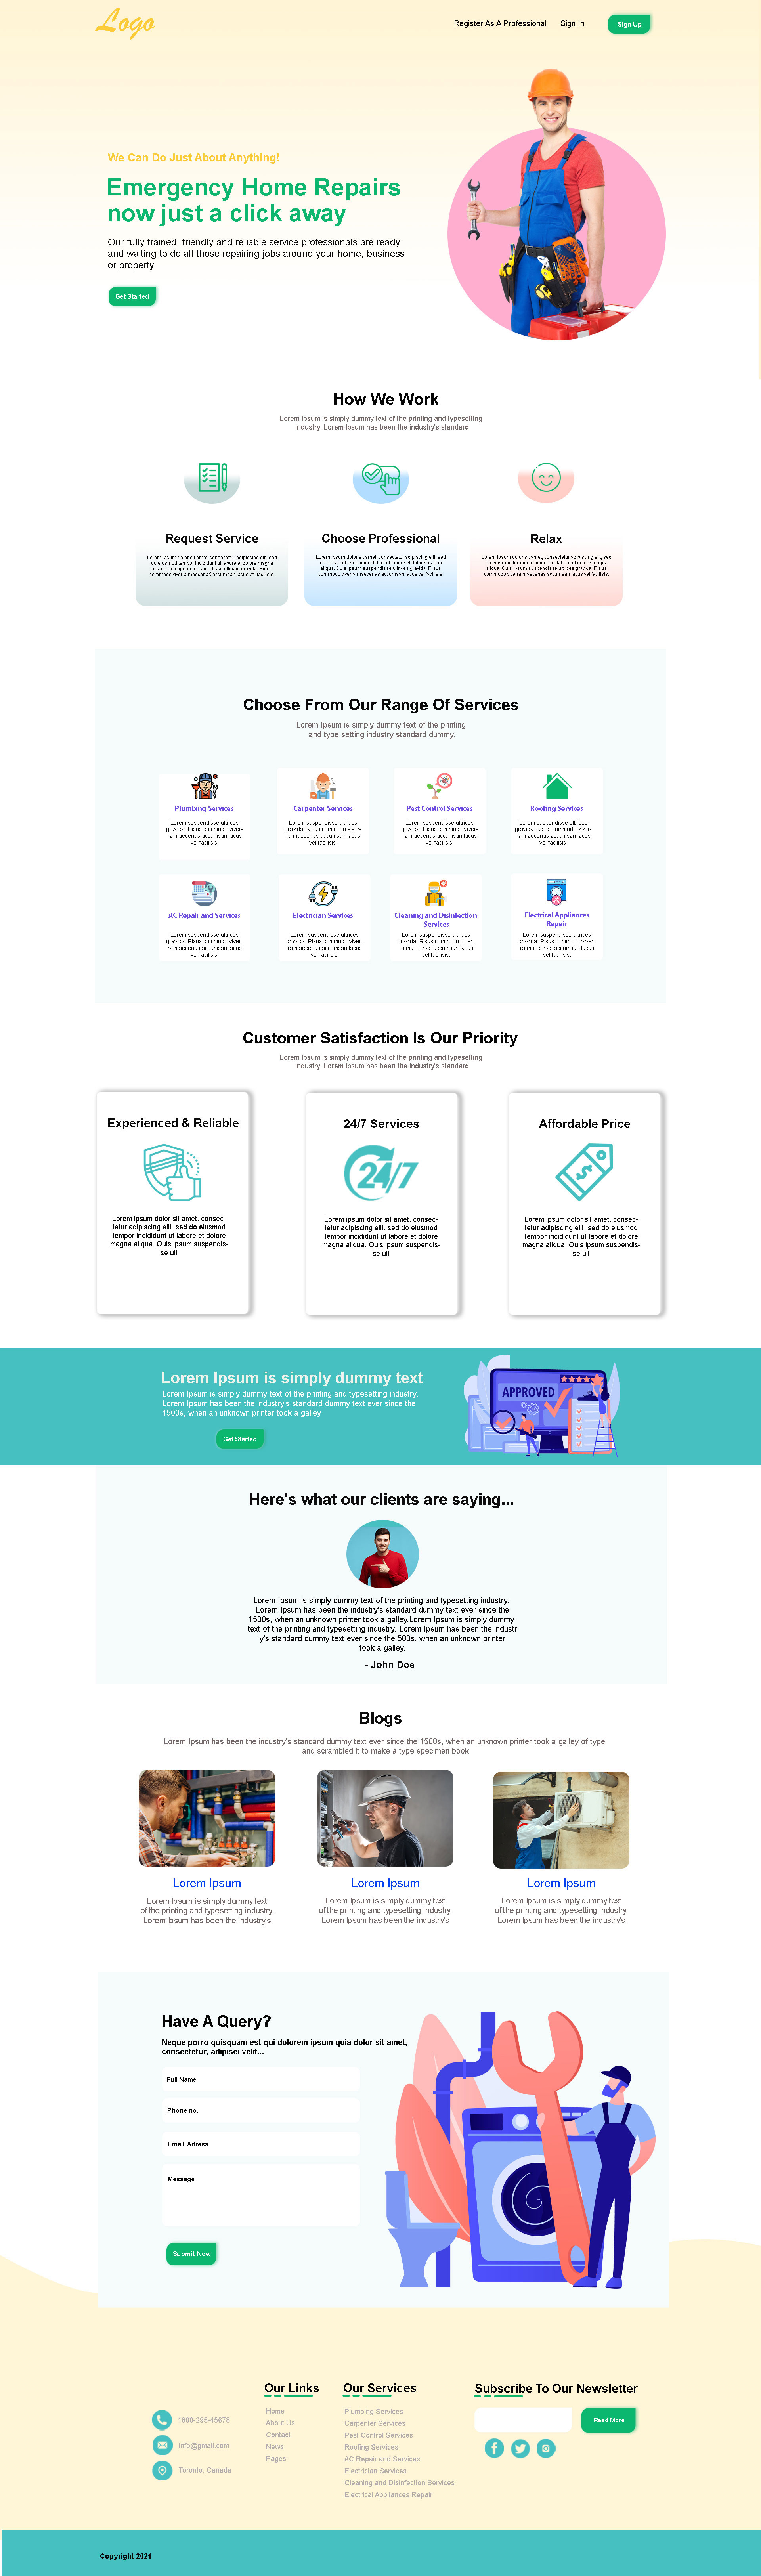 Logo
Register As A Professional
Sign In
Sign Up
We Can Do Just About Anything!
Emergency Home Repairs
now just a click away
Our fully trained, friendly and reliable service professionals are ready
and waiting to do all those repairing jobs around your home, business
or property.
Get Started
How We Work
Lorem Ipsum is simply dummy text of the printing and typesetting
industry. Lorem Ipsum has been the industry's standard
Request Service
Lorem ipsum dolor sit amet, consectetur adipiscing elit, sed
do eiusmod tempor incididunt ut labore et dolore magna
aliqua. Quis ipsum suspendisse ultrices gravida. Risus
commodo viverra maecenas accumsan lacus vel facilisis.
Choose Professional
Lorem ipsum dolor sit amet, consectetur adipiscing elit, sed
do eiusmod tempor incididunt ut labore et dolore magna
aliqua. Quis ipsum suspendisse ultrices gravida. Risus
commodo viverra maecenas accumsan lacus vel facilisis.
Relax
Lorem ipsum dolor sit amet, consectetur adipiscing elit, sed
do eiusmod tempor incididunt ut labore et dolore magna
aliqua. Quis ipsum suspendisse ultrices gravida. Risus
commodo viverra maecenas accumsan lacus vel facilisis.
Choose From Our Range Of Services
Lorem Ipsum is simply dummy text of the printing
and type setting industry standard dummy.
Plumbing Services
Lorem suspendisse ultrices
gravida. Risus commodo viver-
ra maecenas accumsan lacus
vel facilisis.
Carpenter Services
Lorem suspendisse ultrices
gravida. Risus commodo viver-
ra maecenas accumsan lacus
vel facilisis.
Pest Control Services
Lorem suspendisse ultrices
gravida. Risus commodo viver-
ra maecenas accumsan lacus
vel facilisis.
Roofing Services
Lorem suspendisse ultrices
gravida. Risus commodo viver-
ra maecenas accumsan lacus
vel facilisis.
AC Repair and Services
Lorem suspendisse ultrices
gravida. Risus commodo viver-
ra maecenas accumsan lacus
vel facilisis.
Electrician Services
Lorem suspendisse ultrices
gravida. Risus commodo viver-
ra maecenas accumsan lacus
vel facilisis.
Cleaning and Disinfection
Services
Lorem suspendisse ultrices
gravida. Risus commodo viver-
ra maecenas accumsan lacus
vel facilisis.
Electrical Appliances
Repair
Lorem suspendisse ultrices
gravida. Risus commodo viver-
ra maecenas accumsan lacus
vel facilisis.
Customer Satisfaction Is Our Priority
Lorem Ipsum is simply dummy text of the printing and typesetting
industry. Lorem Ipsum has been the industry's standard
Experienced & Reliable
Lorem ipsum dolor sit amet, consec-
tetur adipiscing elit, sed do eiusmod
tempor incididunt ut labore et dolore
magna aliqua. Quis ipsum suspendis-
se ult
24/7 Services
24/7
Lorem ipsum dolor sit amet, consec-
tetur adipiscing elit, sed do eiusmod
tempor incididunt ut labore et dolore
magna aliqua. Quis ipsum suspendis-
se ult
Affordable Price
$
Lorem ipsum dolor sit amet, consec-
tetur adipiscing elit, sed do eiusmod
tempor incididunt ut labore et dolore
magna aliqua. Quis ipsum suspendis-
se ult
Lorem Ipsum is simply dummy text
Lorem Ipsum is simply dummy text of the printing and typesetting industry.
Lorem Ipsum has been the industry's standard dummy text ever since the
1500s, when an unknown printer took a galley
Get Started
APPROVED
Here's what our clients are saying...
Lorem Ipsum is simply dummy text of the printing and typesetting industry.
Lorem Ipsum has been the industry's standard dummy text ever since the
1500s, when an unknown printer took a galley.Lorem Ipsum is simply dummy
text of the printing and typesetting industry. Lorem Ipsum has been the industr
y's standard dummy text ever since the 500s, when an unknown printer
took a galley.
- John Doe
Blogs
Lorem Ipsum has been the industry's standard dummy text ever since the 1500s, when an unknown printer took a galley of type
and scrambled it to make a type specimen book
Lorem Ipsum
Lorem Ipsum is simply dummy text
of the printing and typesetting industry.
Lorem Ipsum has been the industry's
Lorem Ipsum
Lorem Ipsum is simply dummy text
of the printing and typesetting industry.
Lorem Ipsum has been the industry's
Lorem Ipsum
Lorem Ipsum is simply dummy text
of the printing and typesetting industry.
Lorem Ipsum has been the industry's
Have A Query?
Neque porro quisquam est qui dolorem ipsum quia dolor sit amet,
consectetur, adipisci velit...
Full Name
Phone no.
Email Adress
Message
Submit Now
1800-295-45678
info@gmail.com
Toronto, Canada
Our Links
Home
About Us
Contact
News
Pages
Our Services
Plumbing Services
Carpenter Services
Pest Control Services
Roofing Services
AC Repair and Services
Electrician Services
Cleaning and Disinfection Services
Electrical Appliances Repair
Subscribe To Our Newsletter
Read More
Copyright 2021